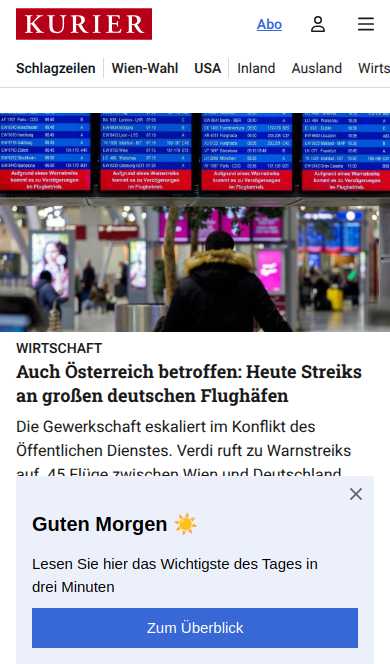 KURIER
Abo
Schlagzeilen
Wien-Wahl
USA
Inland
Ausland
Wirts
Aufgrund eines Warnstreiks
kommt es zu Verzögerungen
im Flugbetrieb.
Aufgrund eines Warnstreiks
kommt es zu Verzögerungen
im Flugbetrieb.
Aufgrund eines Warnstreiks
kommt es zu Verzögerungen
im Flugbetrieb.
Aufgrund eines Warnstreiks
kommt es zu Verzögerungen
im Flugbetrieb.
WIRTSCHAFT
Auch Österreich betroffen: Heute Streiks
an großen deutschen Flughäfen
Die Gewerkschaft eskaliert im Konflikt des
Öffentlichen Dienstes. Verdi ruft zu Warnstreiks
auf. 45 Flüge zwischen Wien und Deutschland
Guten Morgen ☀️
Lesen Sie hier das Wichtigste des Tages in
drei Minuten
Zum Überblick